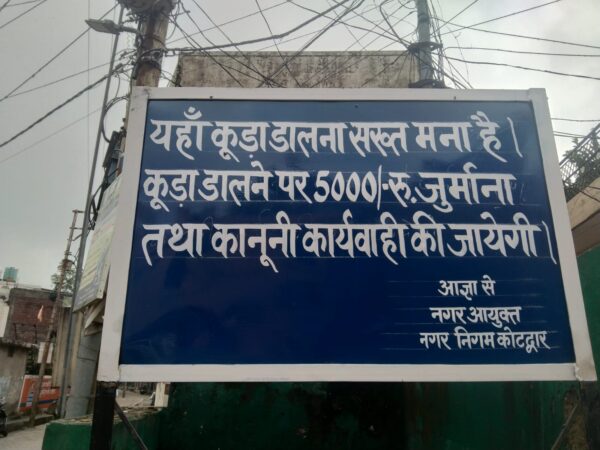 यहाँ कूड़ा डालना सख्त मना है।
कूड़ा डालने पर 5000/-रु. जुर्माना
तथा कानूनी कार्यवाही की जायेगी।
आज्ञा से
नगर आयुक्त
नगर निगम कोटद्वार